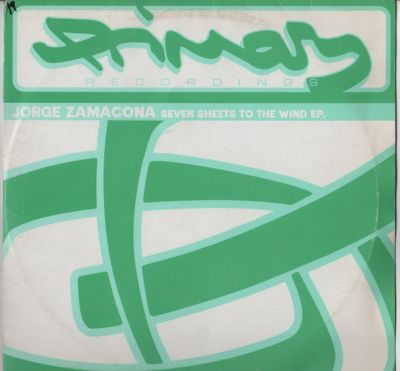 Primary
RECORDINGS
JORGE ZAMACONA SEVEN SHEETS TO THE WIND EP.